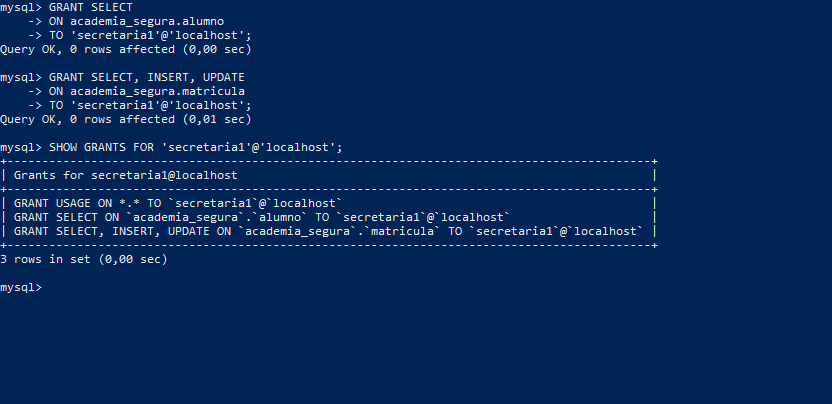 mysql> GRANT SELECT
    -> ON academia_segura.alumno
    -> TO 'secretaria1'@'localhost';
Query OK, 0 rows affected (0,00 sec)

mysql> GRANT SELECT, INSERT, UPDATE
    -> ON academia_segura.matricula
    -> TO 'secretaria1'@'localhost';
Query OK, 0 rows affected (0,01 sec)

mysql> SHOW GRANTS FOR 'secretaria1'@'localhost';
+-------------------------------------------------------------------------------------------+
| Grants for secretaria1@localhost                                                          |
+-------------------------------------------------------------------------------------------+
| GRANT USAGE ON *.* TO `secretaria1`@`localhost`                                           |
| GRANT SELECT ON `academia_segura`.`alumno` TO `secretaria1`@`localhost`                   |
| GRANT SELECT, INSERT, UPDATE ON `academia_segura`.`matricula` TO `secretaria1`@`localhost` |
+-------------------------------------------------------------------------------------------+
3 rows in set (0,00 sec)

mysql>